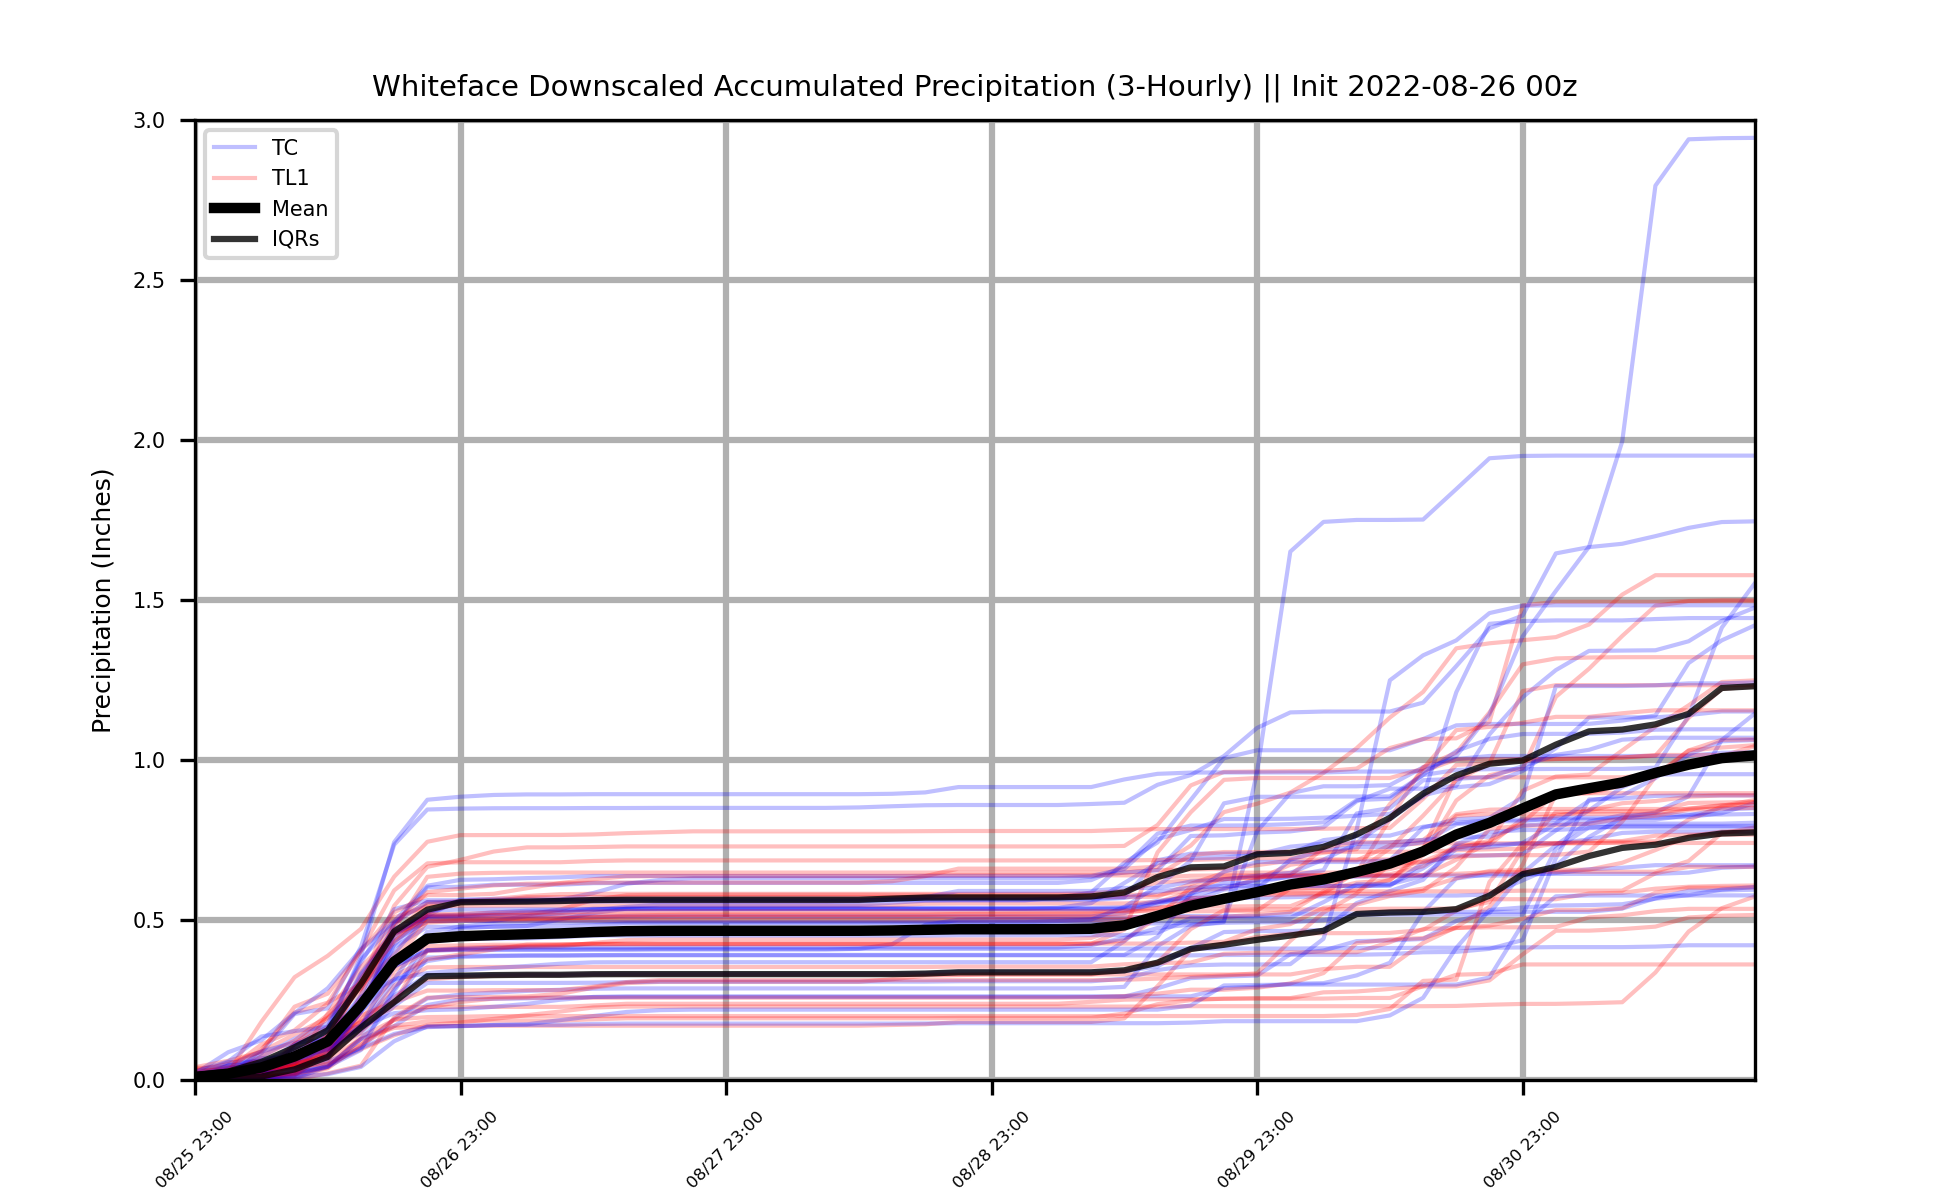 Whiteface Downscaled Accumulated Precipitation (3-Hourly) || Init 2022-08-26 00z
Precipitation (Inches)
3.0
2.5
2.0
1.5
1.0
0.5
0.0
TC
TL1
Mean
IQRs
08/25 23:00
08/26 23:00
08/27 23:00
08/28 23:00
08/29 23:00
08/30 23:00